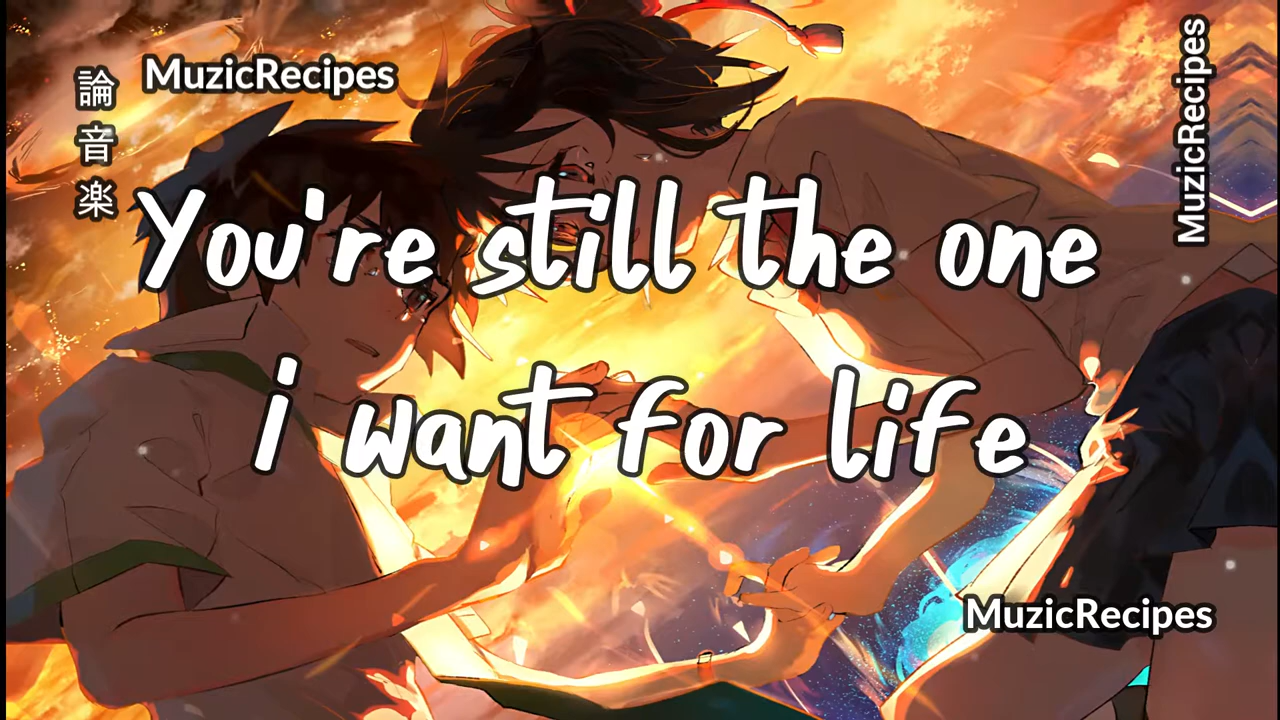 論音楽
MuzicRecipes
MuzicRecipes
You're still the one
i want for life
MuzicRecipes